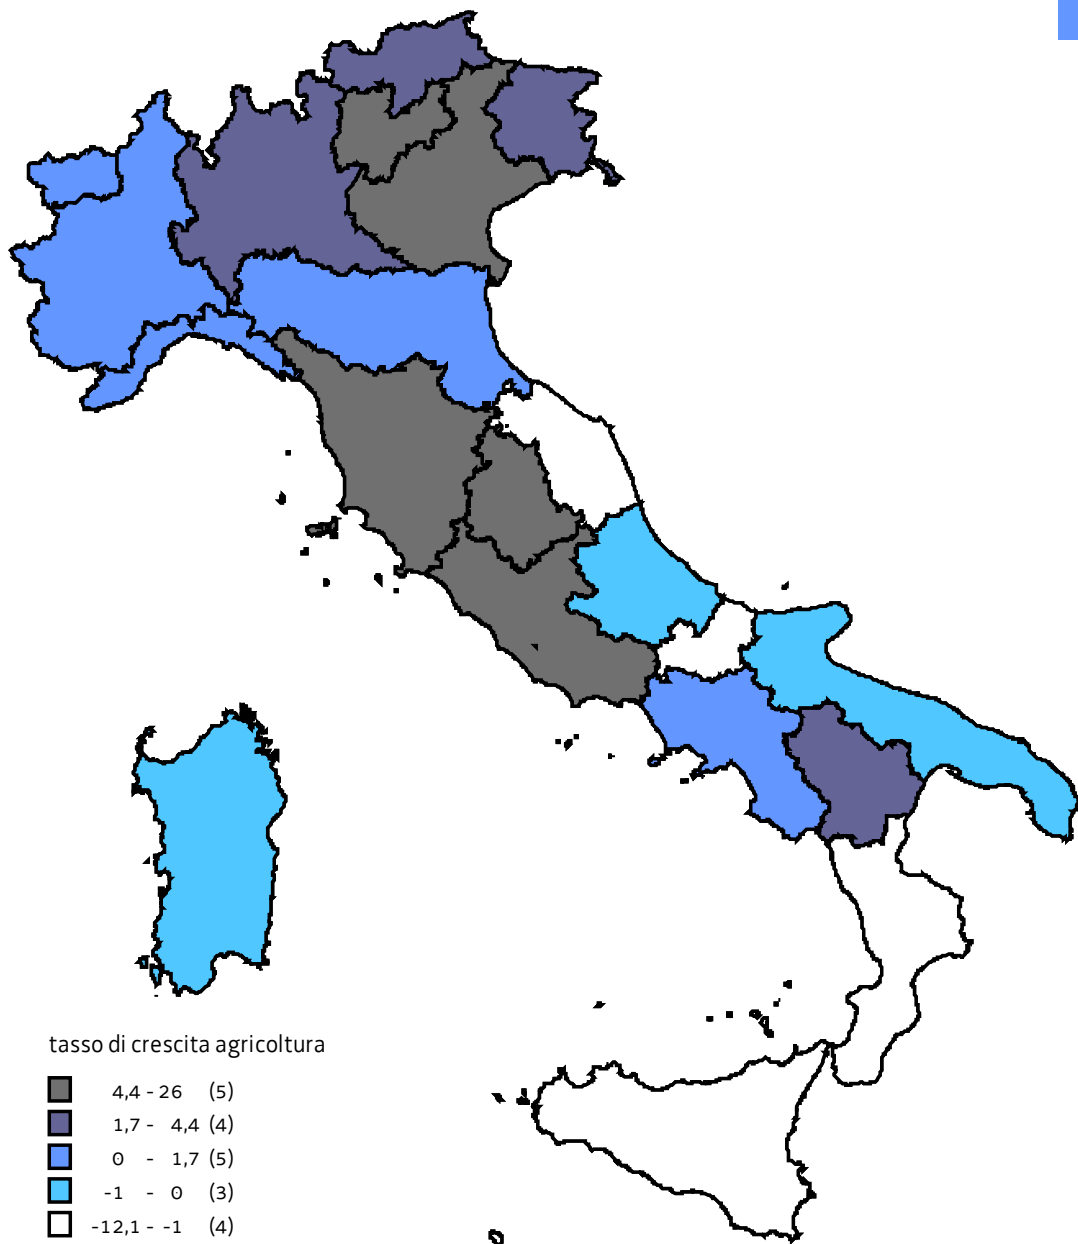 tasso di crescita agricoltura
4,4 - 26 (5)
1,7 - 4,4 (4)
0 - 1,7 (5)
-1 - 0 (3)
-12,1 - -1 (4)